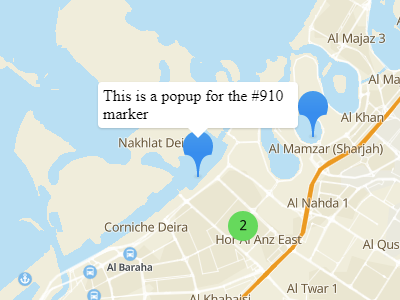 Al Majaz 3
This is a popup for the #910
marker
Al Khan
Nakhlat De
Al Mamzar (Sharjah)
Al Nahda 1
Corniche Deira
2
Hor Al Anz East
Al Qus
Al Baraha
Al Twar 1
Al Khabaisi